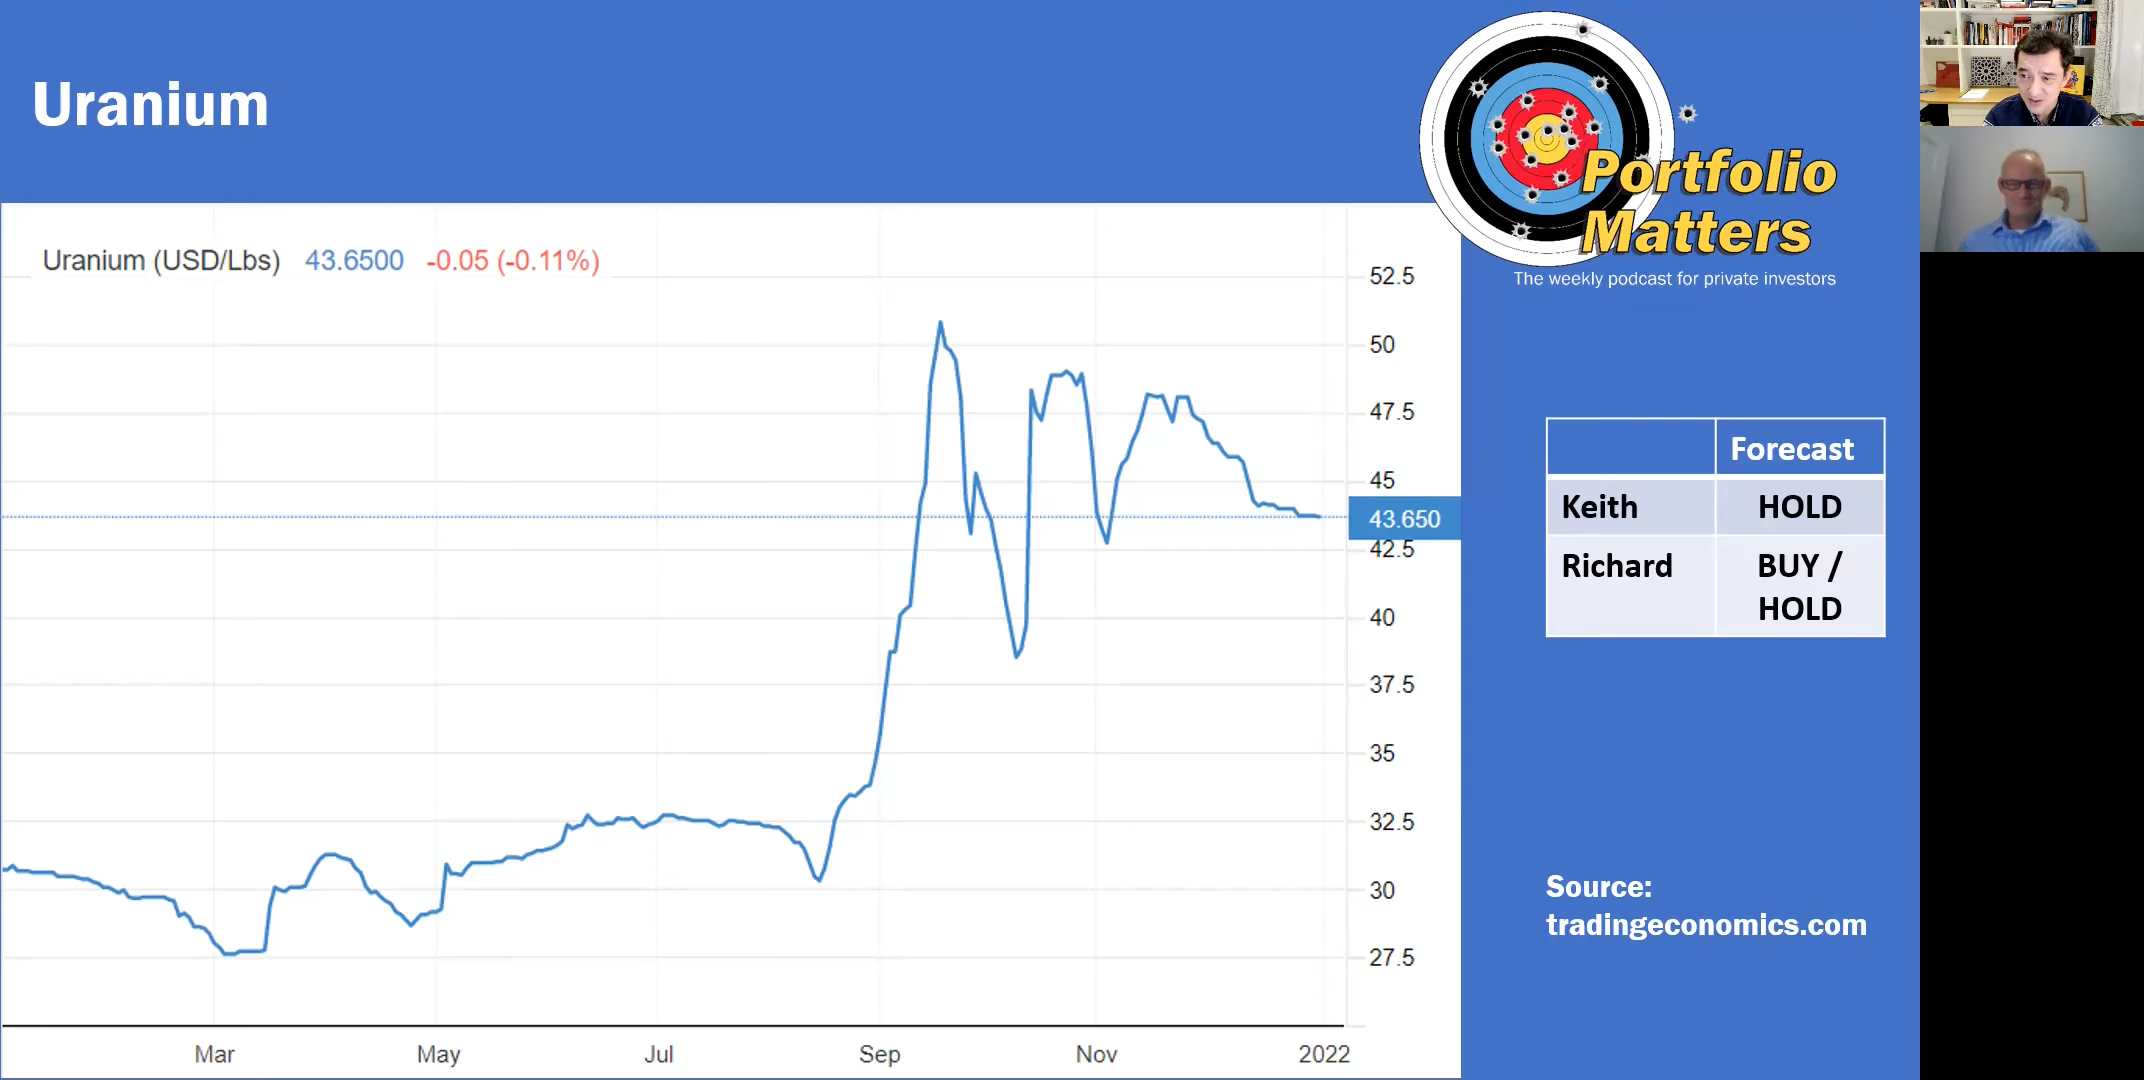 Uranium
Portfolio
Matters
The weekly podcast for private investors
Uranium (USD/Lbs) 43.6500 -0.05 (-0.11%)
52.5
50
47.5
45
43.650
42.5
40
37.5
35
32.5
30
27.5
Mar May Jul Sep Nov 2022
Forecast
Keith HOLD
Richard BUY /
HOLD
Source:
tradingeconomics.com